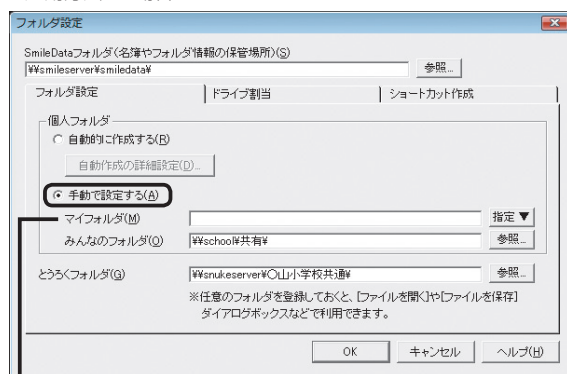 フォルダ設定
SmileDataフォルダ(名簿やフォルダ情報の保管場所)(S)
¥¥smileserver¥smiledata¥ 参照...
フォルダ設定 ドライブ割当 ショートカット作成
個人フォルダ
自動的に作成する(R)
自動作成の詳細設定(D)...
手動で設定する(A)
マイフォルダ(M) 指定 ▼
みんなのフォルダ(O) ¥¥school¥共有¥ 参照...
とうろくフォルダ(G) ¥¥snukeserver¥○山小学校共通¥ 参照...
※任意のフォルダを登録しておくと、[ファイルを開く]や[ファイルを保存]
ダイアログボックスなどで利用できます。
OK キャンセル ヘルプ(H)